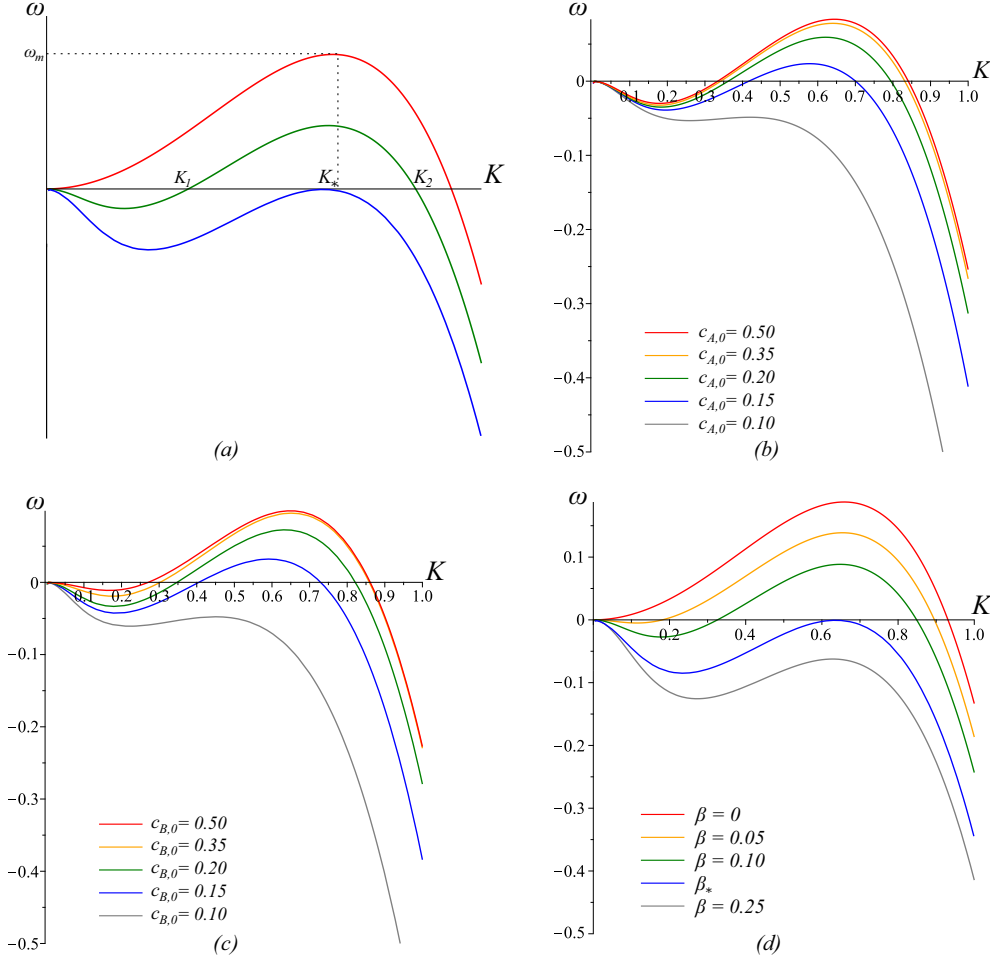 ω
ω_m
K
K_1
K_*
K_2
(a)
ω
K
0
0.1
0.2
0.3
0.4
0.5
0.6
0.7
0.8
0.9
1.0
−0.1
−0.2
−0.3
−0.4
−0.5
c_{A,0} = 0.50
c_{A,0} = 0.35
c_{A,0} = 0.20
c_{A,0} = 0.15
c_{A,0} = 0.10
(b)
ω
K
0
0.1
0.2
0.3
0.4
0.5
0.6
0.7
0.8
0.9
1.0
−0.1
−0.2
−0.3
−0.4
−0.5
c_{B,0} = 0.50
c_{B,0} = 0.35
c_{B,0} = 0.20
c_{B,0} = 0.15
c_{B,0} = 0.10
(c)
ω
0.1
K
0
0.2
0.4
0.6
0.8
1.0
−0.1
−0.2
−0.3
−0.4
−0.5
β = 0
β = 0.05
β = 0.10
β_*
β = 0.25
(d)